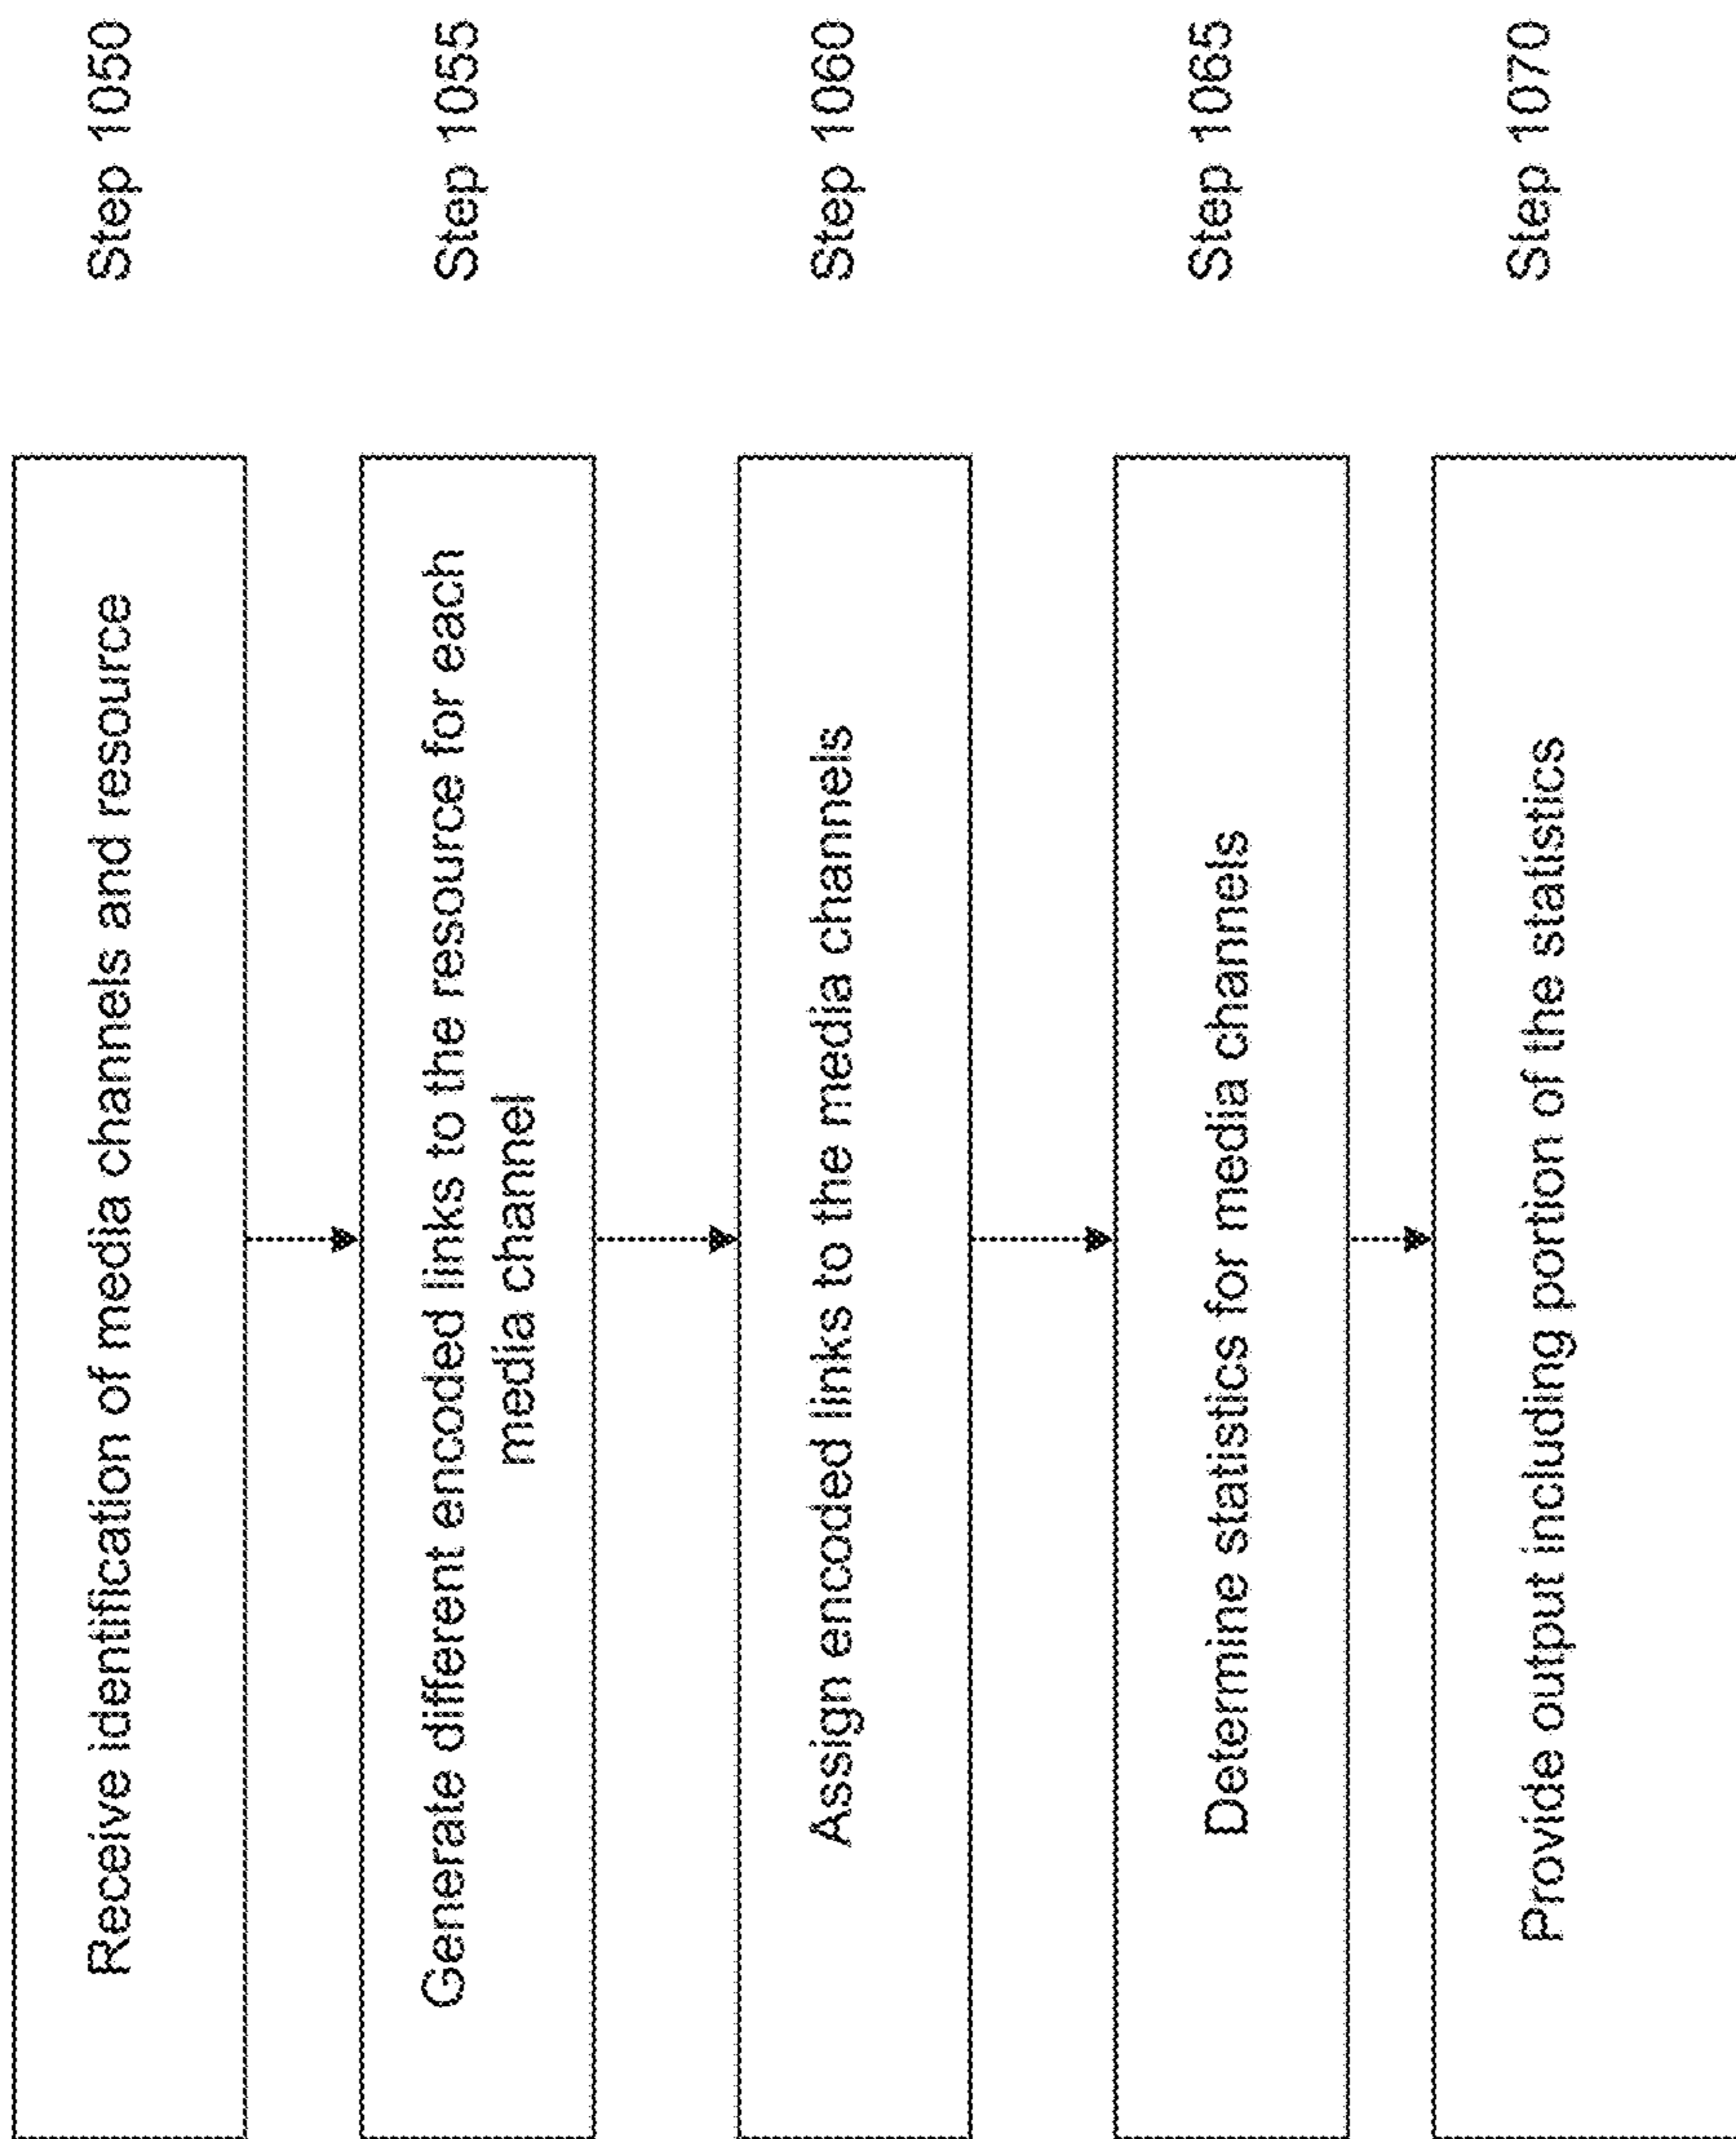 Receive identification of media channels and resource
Step 1050
Generate different encoded links to the resource for each
media channel
Step 1055
Assign encoded links to the media channels
Step 1060
Determine statistics for media channels
Step 1065
Provide output including portion of the statistics
Step 1070